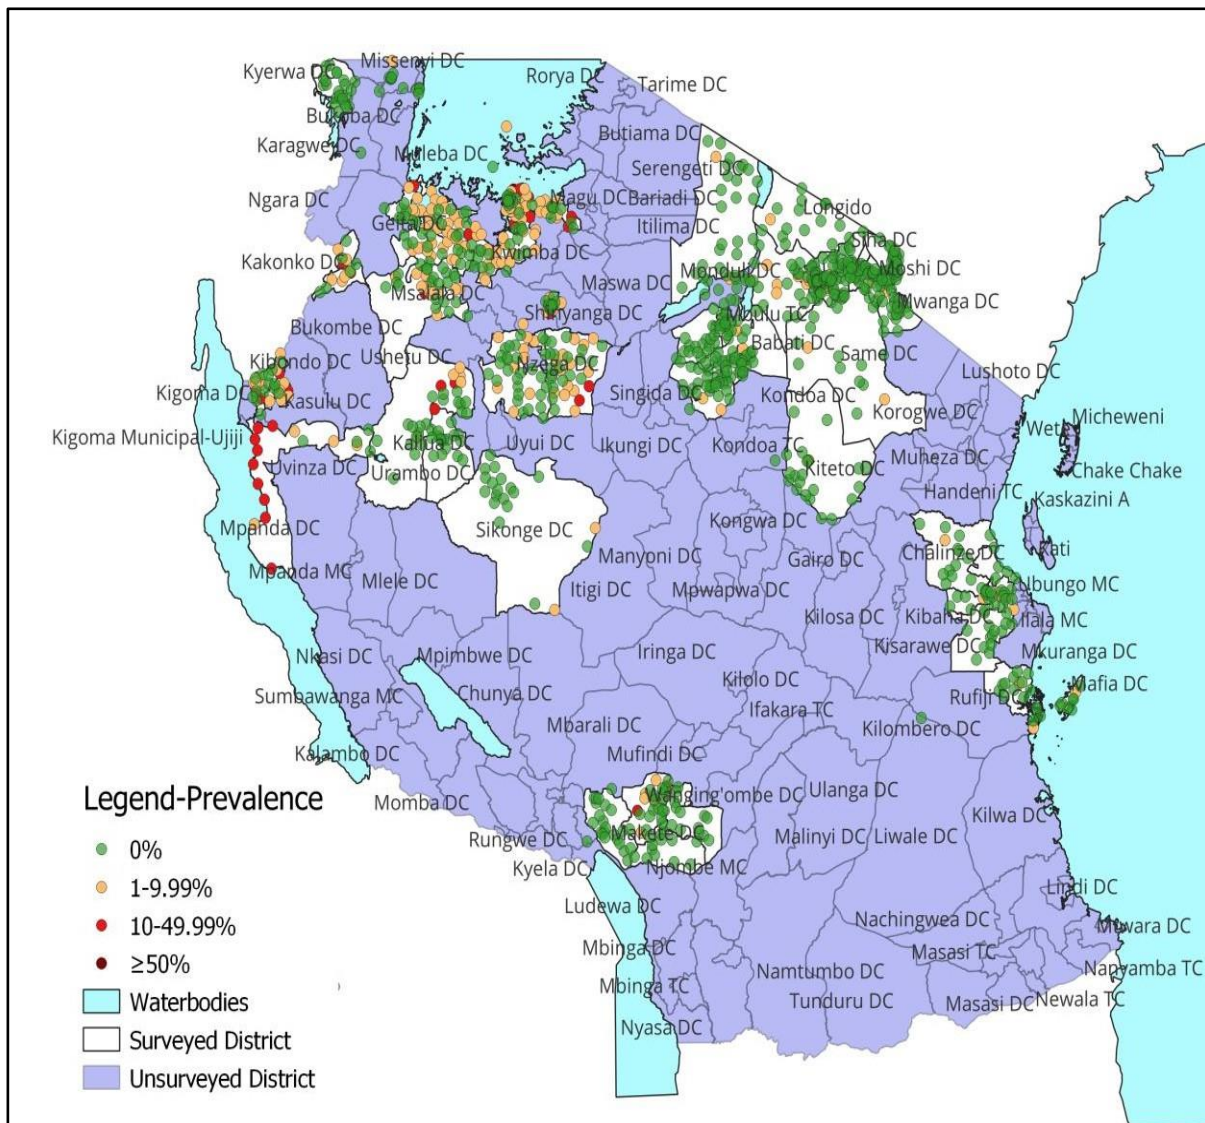 Missenyi DC
Kyerwa DC
Rorya DC
Tarime DC
Bukoba DC
Butiama DC
Karagwe DC
Muleba DC
Serengeti DC
Ngara DC
Magu DC
Bariadi DC
Longido
Geita DC
Itilima DC
Siha DC
Kakonko DC
Kwimba DC
Monduli DC
Moshi DC
Maswa DC
Msalala DC
Mwanga DC
Shinyanga DC
Mbulu TC
Bukombe DC
Babati DC
Kibondo DC
Ushetu DC
Nzega DC
Same DC
Lushoto DC
Kigoma DC
Kasulu DC
Singida DC
Kondoa DC
Korogwe DC
Micheweni
Kigoma Municipal-Ujiji
Kaliua DC
Uyui DC
Ikungi DC
Kondoa TC
Wete
Muheza DC
Uvinza DC
Urambo DC
Kiteto DC
Chake Chake
Handeni TC
Kaskazini A
Mpanda DC
Sikonge DC
Kongwa DC
Manyoni DC
Gairo DC
Chalinze DC
Kati
Mpanda MC
Mlele DC
Itigi DC
Mpwapwa DC
Ubungo MC
Kilosa DC
Kibaha DC
Ilala MC
Kisarawe DC
Nkasi DC
Mpimbwe DC
Iringa DC
Mkuranga DC
Kilolo DC
Mafia DC
Sumbawanga MC
Chunya DC
Rufiji DC
Ifakara TC
Mbarali DC
Kilombero DC
Kalambo DC
Mufindi DC
Legend-Prevalence
Momba DC
Wanging'ombe DC
Ulanga DC
Kilwa DC
Rungwe DC
Makete DC
Malinyi DC
Liwale DC
0%
Kyela DC
Njombe MC
1-9.99%
Lindi DC
Ludewa DC
10-49.99%
Nachingwea DC
Mtwara DC
Mbinga DC
Masasi TC
≥50%
Namtumbo DC
Nanyamba TC
Mbinga TC
Waterbodies
Tunduru DC
Masasi DC
Newala TC
Nyasa DC
Surveyed District
Unsurveyed District